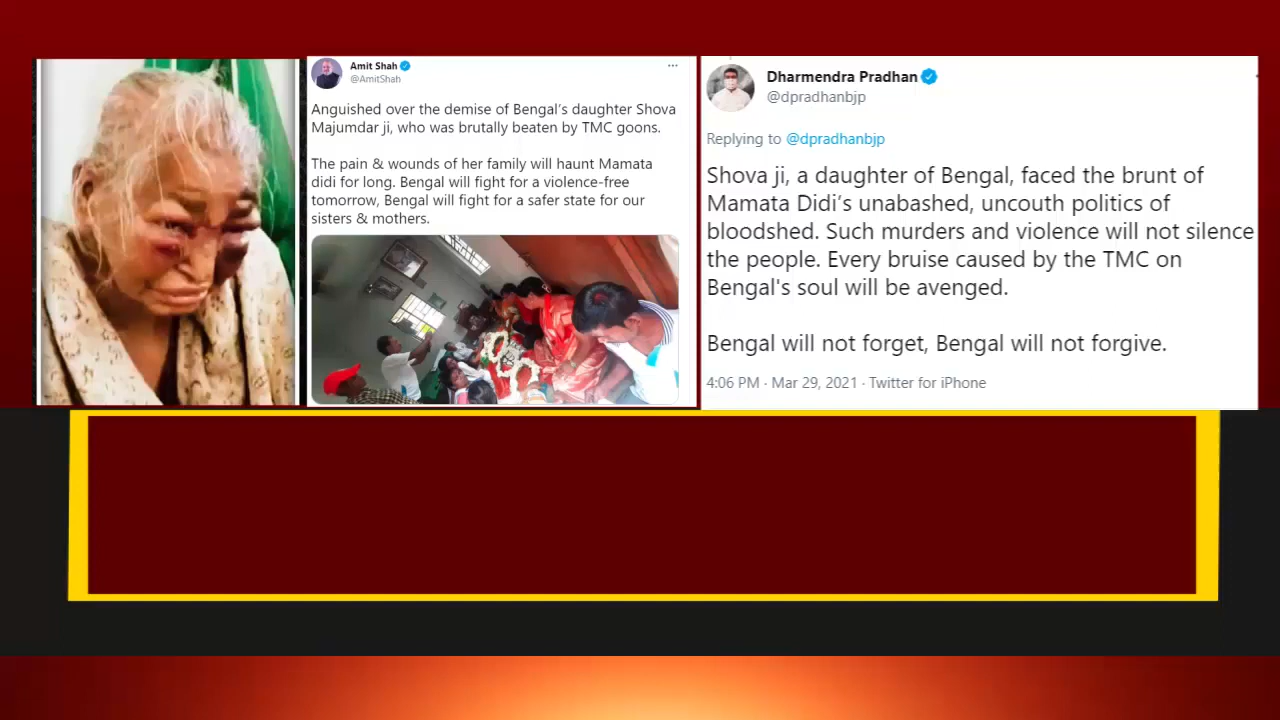 Amit Shah
@AmitShah
Anguished over the demise of Bengal's daughter Shova
Majumdar ji, who was brutally beaten by TMC goons.
The pain & wounds of her family will haunt Mamata
didi for long. Bengal will fight for a violence-free
tomorrow, Bengal will fight for a safer state for our
sisters & mothers.
Dharmendra Pradhan
@dpradhanbjp
Replying to @dpradhanbjp
Shova ji, a daughter of Bengal, faced the brunt of
Mamata Didi's unabashed, uncouth politics of
bloodshed. Such murders and violence will not silence
the people. Every bruise caused by the TMC on
Bengal's soul will be avenged.
Bengal will not forget, Bengal will not forgive.
4:06 PM · Mar 29, 2021 · Twitter for iPhone